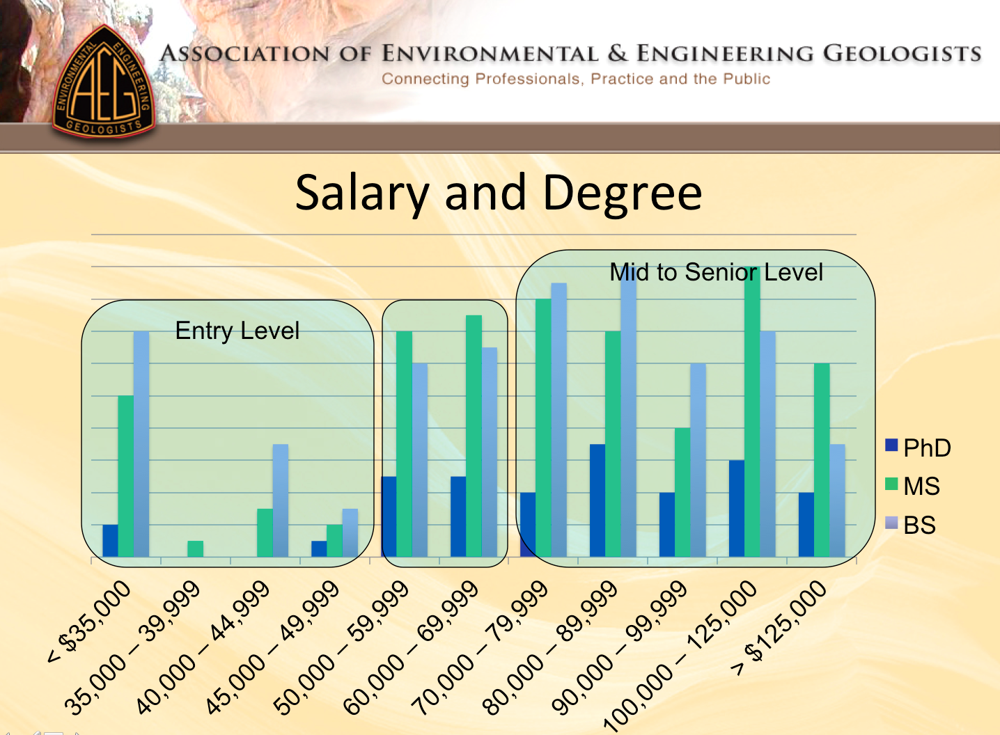 ENVIRONMENTAL ENGINEERING
AEG
GEOLOGISTS
ASSOCIATION OF ENVIRONMENTAL & ENGINEERING GEOLOGISTS
Connecting Professionals, Practice and the Public
Salary and Degree
Entry Level
Mid to Senior Level
PhD
MS
BS
< $35,000
35,000 – 39,999
40,000 – 44,999
45,000 – 49,999
50,000 – 59,999
60,000 – 69,999
70,000 – 79,999
80,000 – 89,999
90,000 – 99,999
100,000 – 125,000
> $125,000